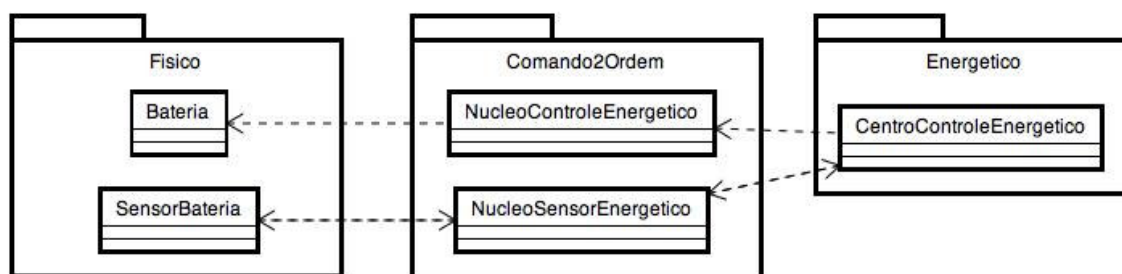 Fisico
Bateria
SensorBateria
Comando2Ordem
NucleoControleEnergetico
NucleoSensorEnergetico
Energetico
CentroControleEnergetico